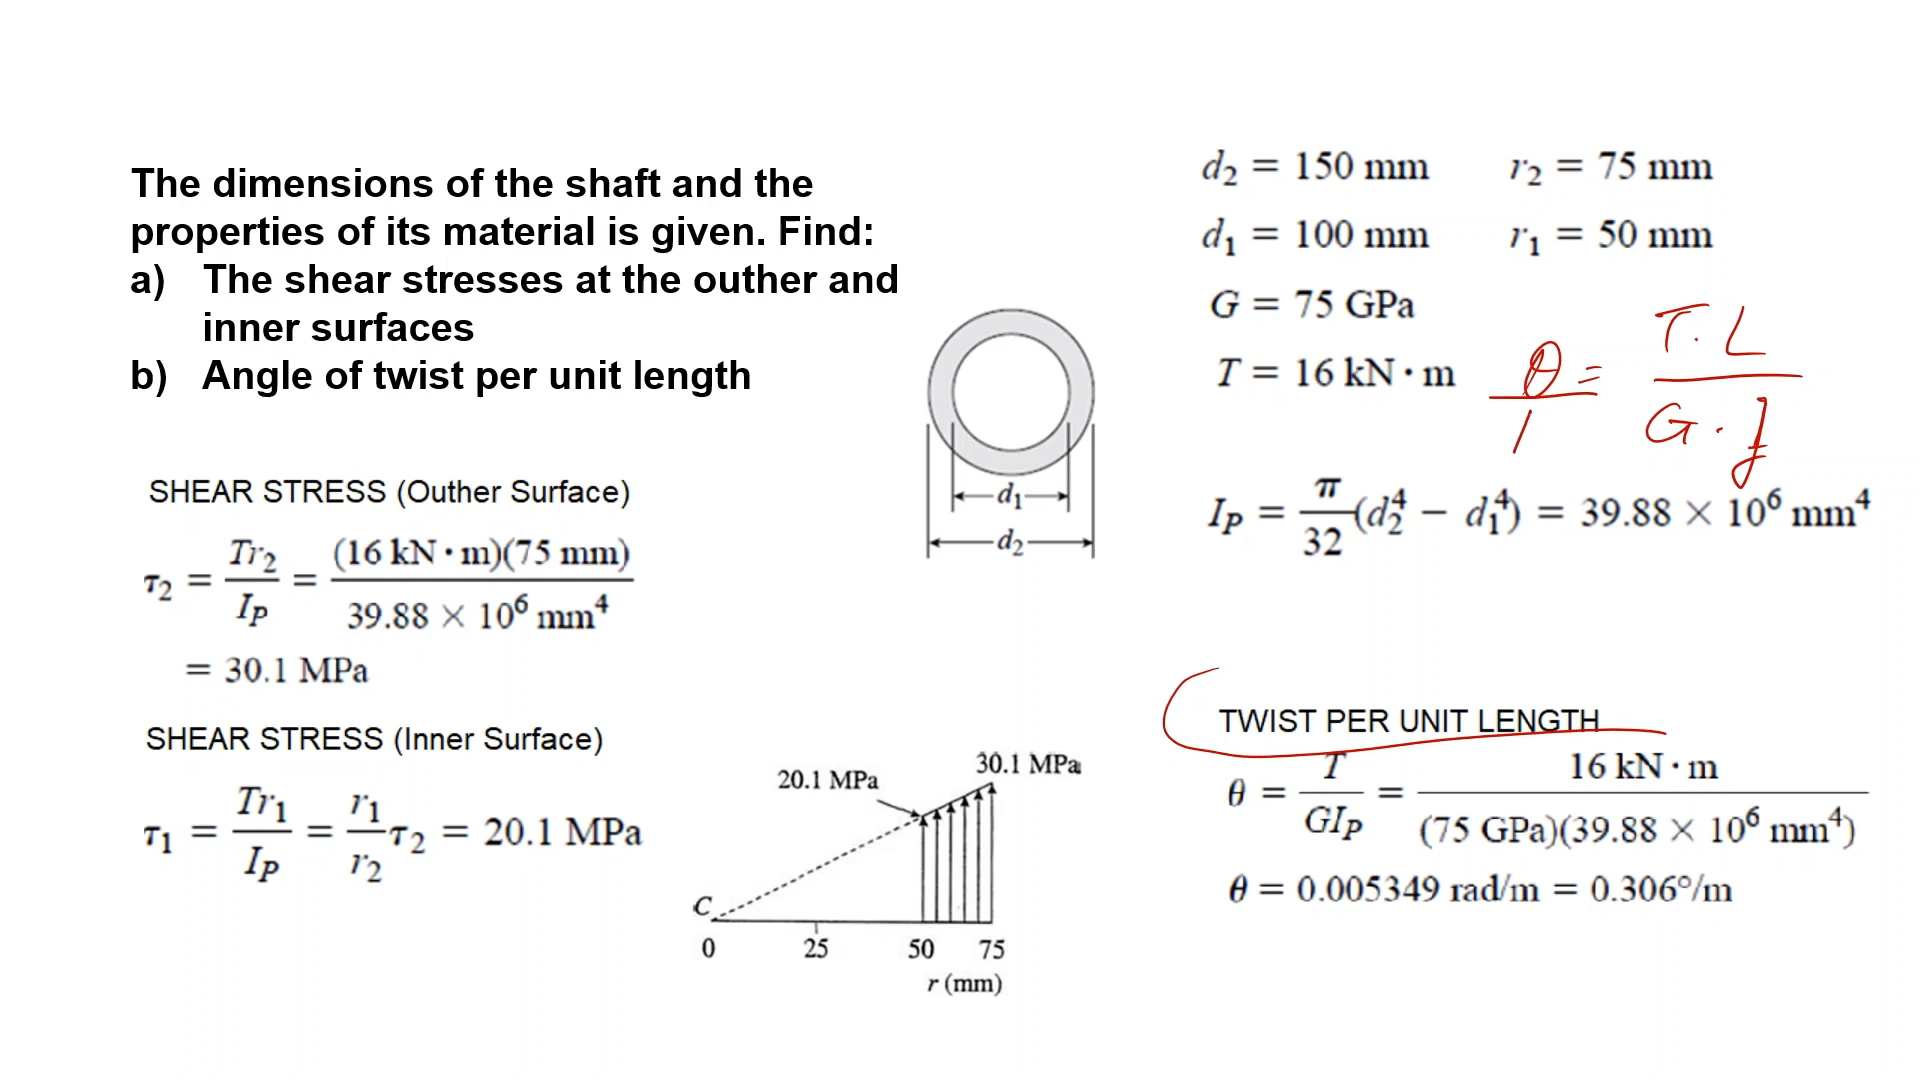 The dimensions of the shaft and the
properties of its material is given. Find:
a) The shear stresses at the outher and
inner surfaces
b) Angle of twist per unit length
SHEAR STRESS (Outher Surface)
τ₂ = Tr₂/I_P = (16 kN·m)(75 mm)/39.88 × 10⁶ mm⁴
= 30.1 MPa
SHEAR STRESS (Inner Surface)
τ₁ = Tr₁/I_P = r₁/r₂ τ₂ = 20.1 MPa
d₁
d₂
20.1 MPa
30.1 MPa
C
0 25 50 75
r (mm)
d₂ = 150 mm r₂ = 75 mm
d₁ = 100 mm r₁ = 50 mm
G = 75 GPa
T = 16 kN·m
θ/1 = T.L/G.J
I_P = π/32 (d₂⁴ − d₁⁴) = 39.88 × 10⁶ mm⁴
TWIST PER UNIT LENGTH
θ = T/GI_P = 16 kN·m/(75 GPa)(39.88 × 10⁶ mm⁴)
θ = 0.005349 rad/m = 0.306°/m